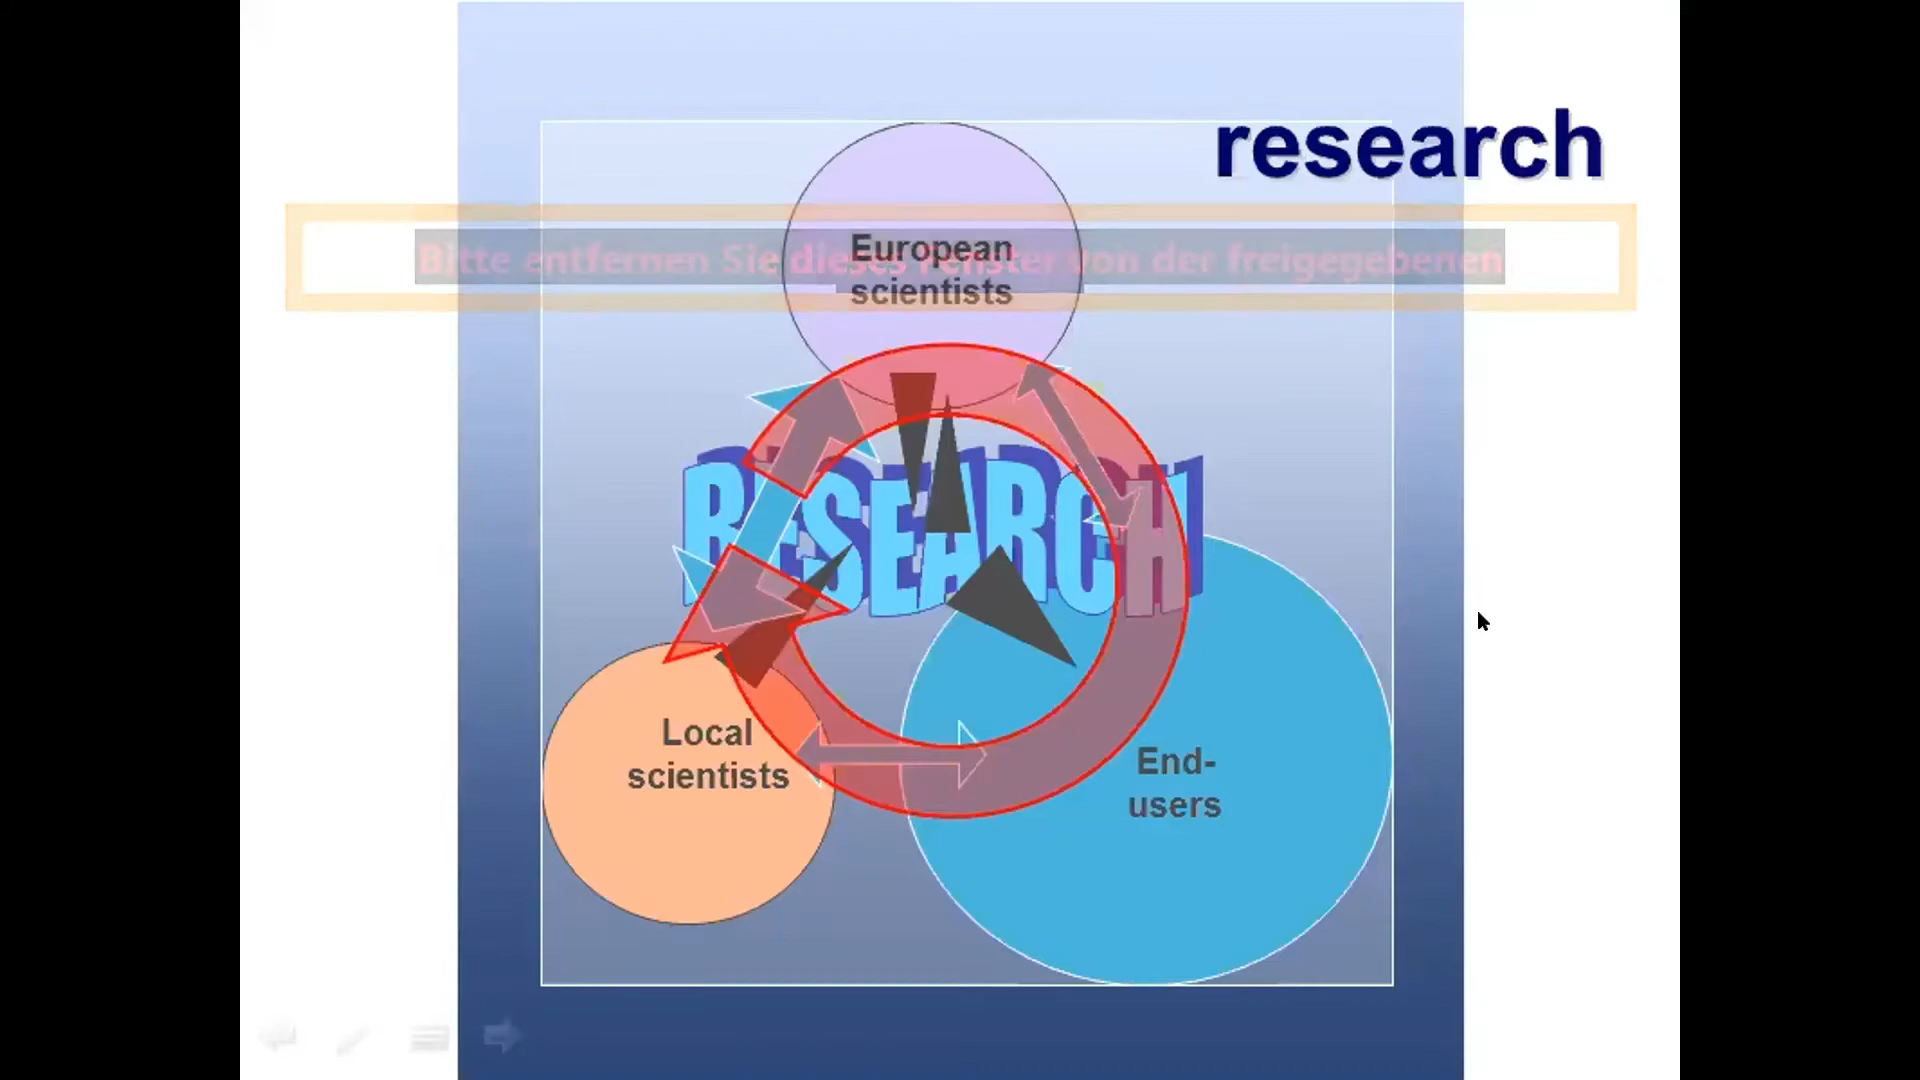 research
Bitte entfernen Sie dieses Fenster von der freigegebenen
European
scientists
RESEARCH
Local
scientists
End-
users